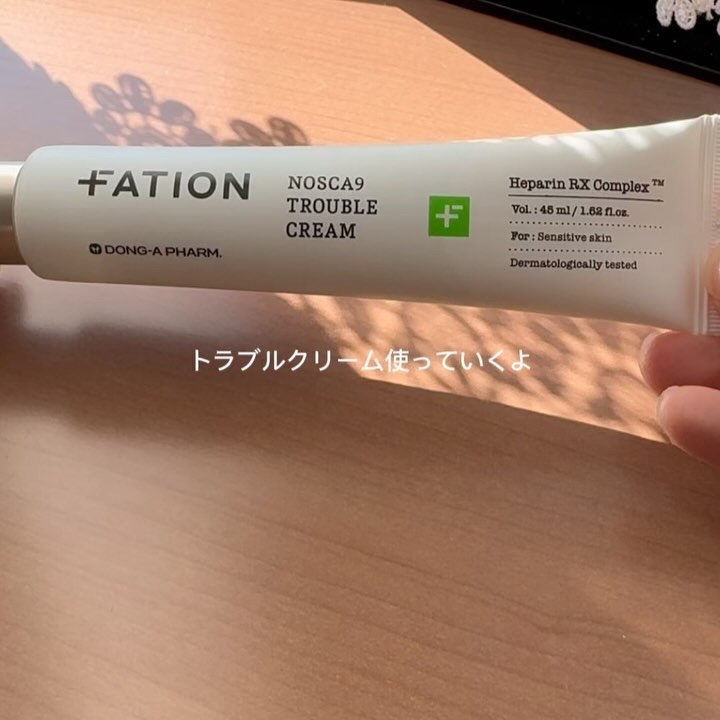 FATION
DONG-A PHARM.
NOSCA9
TROUBLE
CREAM
Heparin RX Complex™
Vol. : 45 ml / 1.52 fl.oz.
For : Sensitive skin
Dermatologically tested
トラブルクリーム使っていくよ